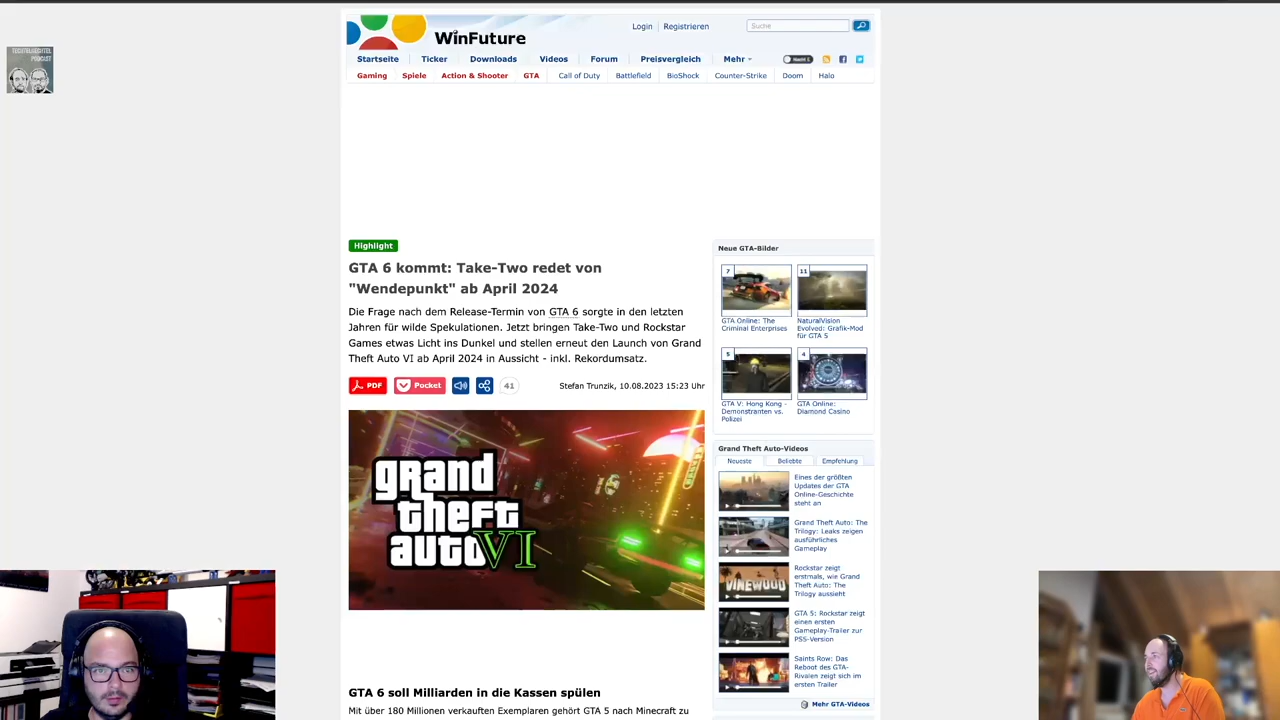 TECHTELMECHTEL
PODCAST
WinFuture
Login
Registrieren
Suche
Startseite
Ticker
Downloads
Videos
Forum
Preisvergleich
Mehr
Gaming
Spiele
Action & Shooter
GTA
Call of Duty
Battlefield
BioShock
Counter-Strike
Doom
Halo
Highlight
GTA 6 kommt: Take-Two redet von
"Wendepunkt" ab April 2024
Die Frage nach dem Release-Termin von GTA 6 sorgte in den letzten
Jahren für wilde Spekulationen. Jetzt bringen Take-Two und Rockstar
Games etwas Licht ins Dunkel und stellen erneut den Launch von Grand
Theft Auto VI ab April 2024 in Aussicht - inkl. Rekordumsatz.
PDF
Pocket
41
Stefan Trunzik, 10.08.2023 15:23 Uhr
grand
theft
auto VI
GTA 6 soll Milliarden in die Kassen spülen
Mit über 180 Millionen verkauften Exemplaren gehört GTA 5 nach Minecraft zu
Neue GTA-Bilder
7
11
GTA Online: The
Criminal Enterprises
NaturalVision
Evolved: Grafik-Mod
für GTA 5
5
4
GTA V: Hong Kong -
Demonstranten vs.
Polizei
GTA Online:
Diamond Casino
Grand Theft Auto-Videos
Neueste
Beliebte
Empfehlung
Eines der größten
Updates der GTA
Online-Geschichte
steht an
Grand Theft Auto: The
Trilogy: Leaks zeigen
ausführliches
Gameplay
VINEWOOD
Rockstar zeigt
erstmals, wie Grand
Theft Auto: The
Trilogy aussieht
GTA 5: Rockstar zeigt
einen ersten
Gameplay-Trailer zur
PS5-Version
Saints Row: Das
Reboot des GTA-
Rivalen zeigt sich im
ersten Trailer
Mehr GTA-Videos